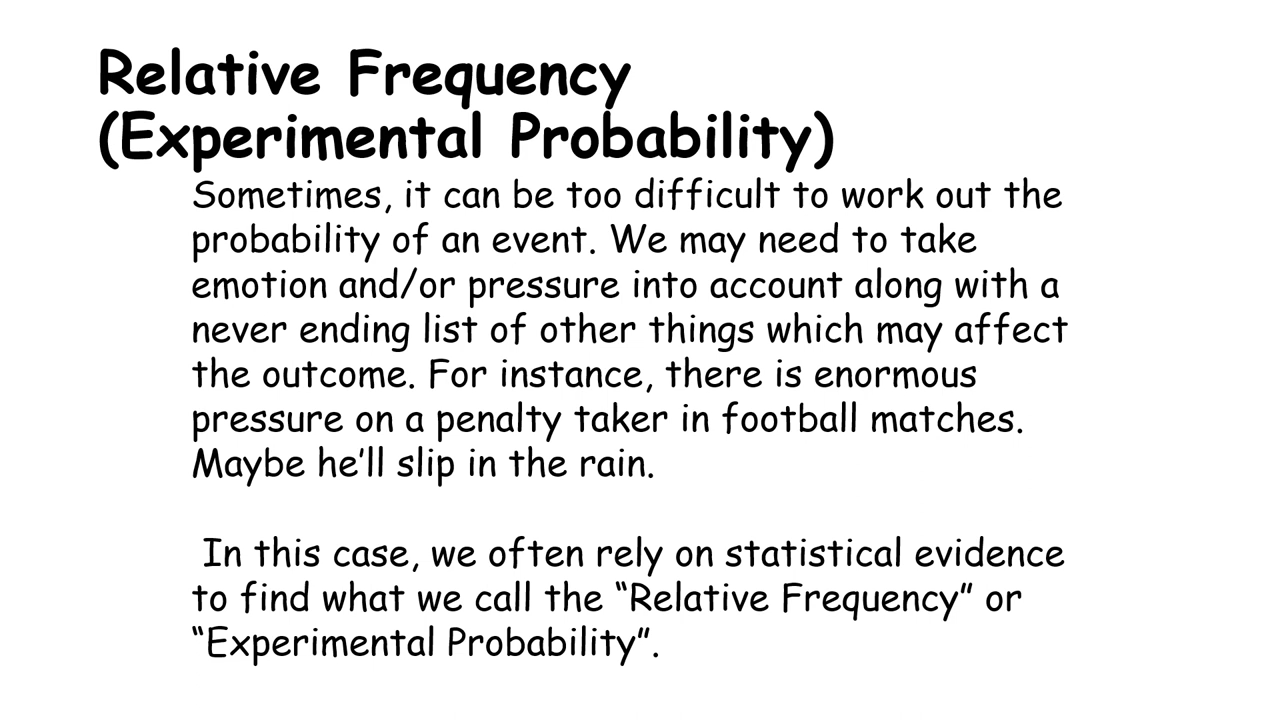 Relative Frequency
(Experimental Probability)
Sometimes, it can be too difficult to work out the
probability of an event. We may need to take
emotion and/or pressure into account along with a
never ending list of other things which may affect
the outcome. For instance, there is enormous
pressure on a penalty taker in football matches.
Maybe he’ll slip in the rain.
In this case, we often rely on statistical evidence
to find what we call the “Relative Frequency” or
“Experimental Probability”.